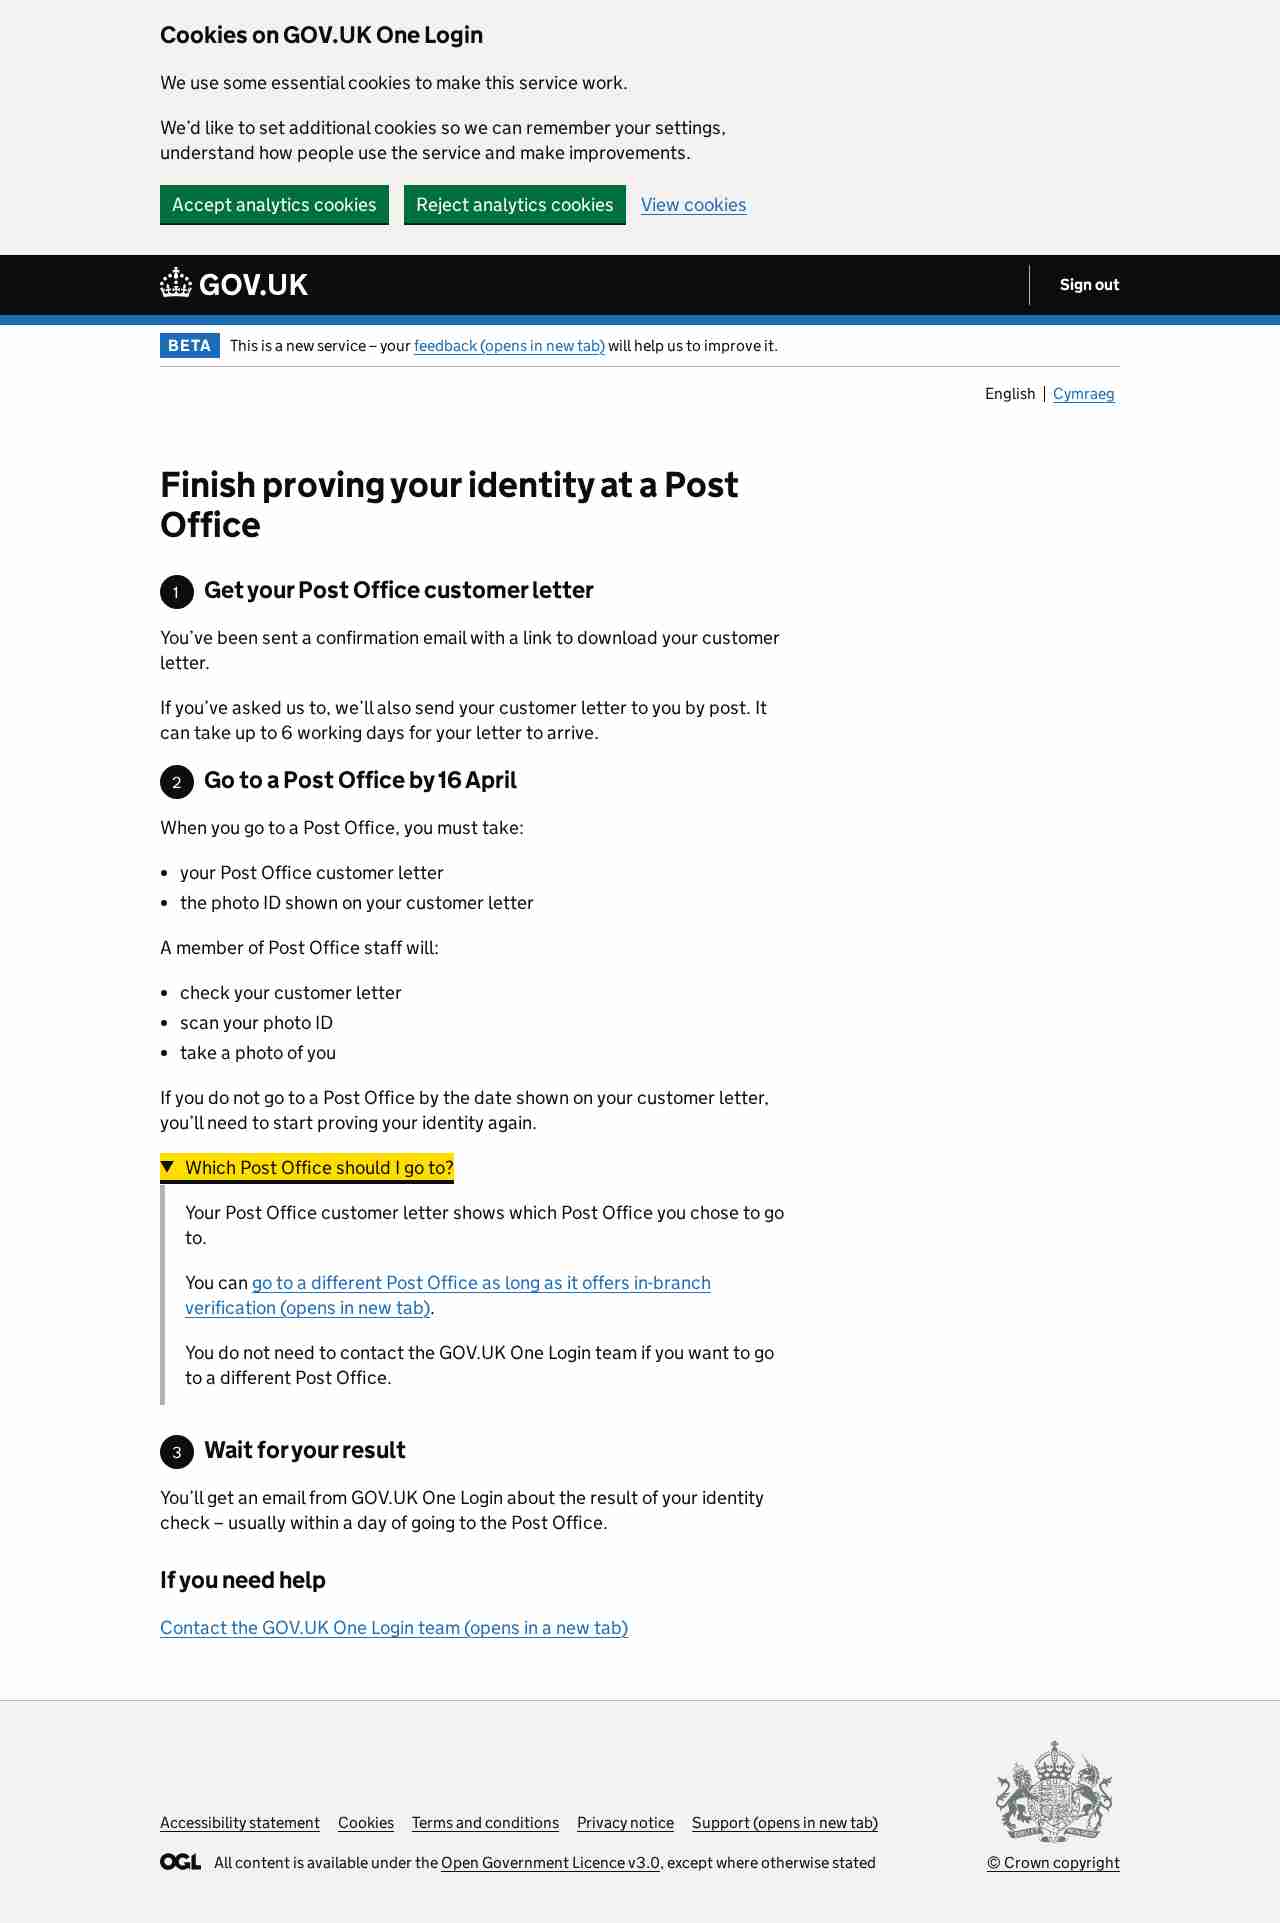 Cookies on GOV.UK One Login
We use some essential cookies to make this service work.
We’d like to set additional cookies so we can remember your settings,
understand how people use the service and make improvements.
Accept analytics cookies
Reject analytics cookies
View cookies
GOV.UK
Sign out
BETA
This is a new service – your feedback (opens in new tab) will help us to improve it.
English
Cymraeg
Finish proving your identity at a Post
Office
1 Get your Post Office customer letter
You’ve been sent a confirmation email with a link to download your customer
letter.
If you’ve asked us to, we’ll also send your customer letter to you by post. It
can take up to 6 working days for your letter to arrive.
2 Go to a Post Office by 16 April
When you go to a Post Office, you must take:
• your Post Office customer letter
• the photo ID shown on your customer letter
A member of Post Office staff will:
• check your customer letter
• scan your photo ID
• take a photo of you
If you do not go to a Post Office by the date shown on your customer letter,
you’ll need to start proving your identity again.
Which Post Office should I go to?
Your Post Office customer letter shows which Post Office you chose to go
to.
You can go to a different Post Office as long as it offers in-branch
verification (opens in new tab).
You do not need to contact the GOV.UK One Login team if you want to go
to a different Post Office.
3 Wait for your result
You’ll get an email from GOV.UK One Login about the result of your identity
check – usually within a day of going to the Post Office.
If you need help
Contact the GOV.UK One Login team (opens in a new tab)
Accessibility statement
Cookies
Terms and conditions
Privacy notice
Support (opens in new tab)
OGL
All content is available under the Open Government Licence v3.0, except where otherwise stated
© Crown copyright